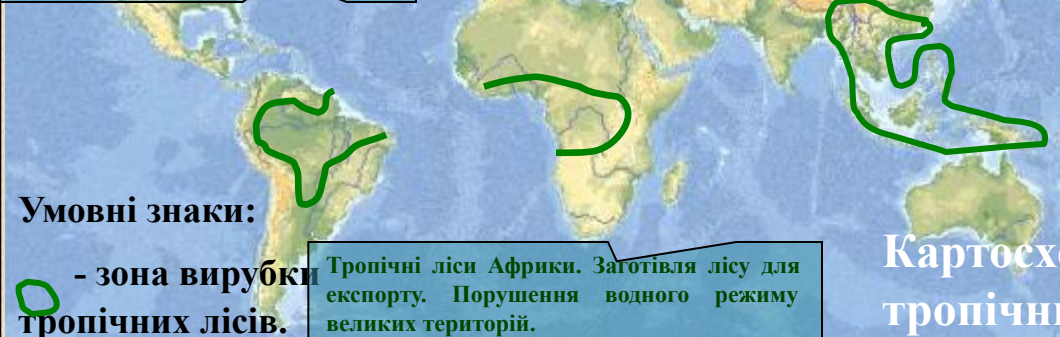 Умовні знаки:
- зона вирубки
тропічних лісів.
Тропічні ліси Африки. Заготівля лісу для
експорту. Порушення водного режиму
великих територій.